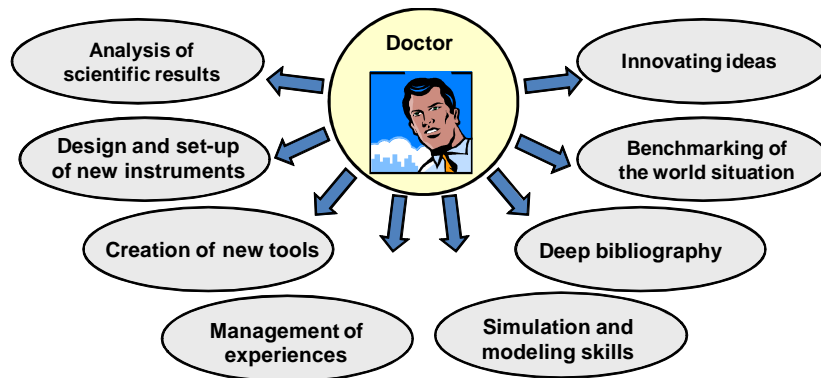 Doctor
Analysis of
scientific results
Design and set-up
of new instruments
Creation of new tools
Management of
experiences
Simulation and
modeling skills
Deep bibliography
Benchmarking of
the world situation
Innovating ideas